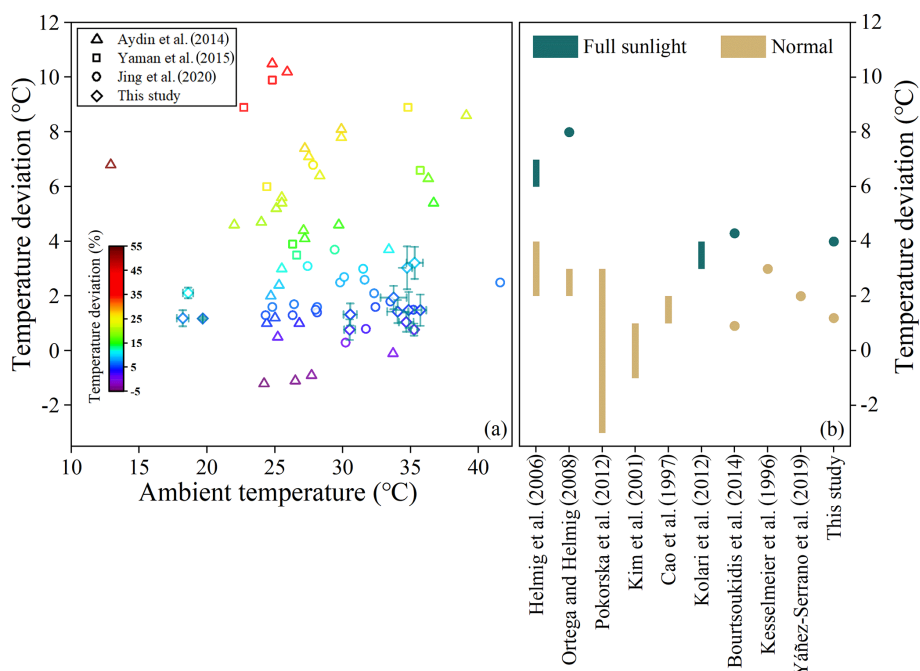 12
10
8
6
4
2
0
-2
Temperature deviation (℃)
Aydin et al. (2014)
Yaman et al. (2015)
Jing et al. (2020)
This study
Temperature deviation (%)
55
45
35
25
15
5
-5
(a)
10
15
20
25
30
35
40
Ambient temperature (℃)
Full sunlight
Normal
(b)
12
10
8
6
4
2
0
-2
Temperature deviation (℃)
Helmig et al. (2006)
Ortega and Helmig (2008)
Pokorska et al. (2012)
Kim et al. (2001)
Cao et al. (1997)
Kolari et al. (2012)
Bourtsoukidis et al. (2014)
Kesselmeier et al. (1996)
Yáñez-Serrano et al. (2019)
This study